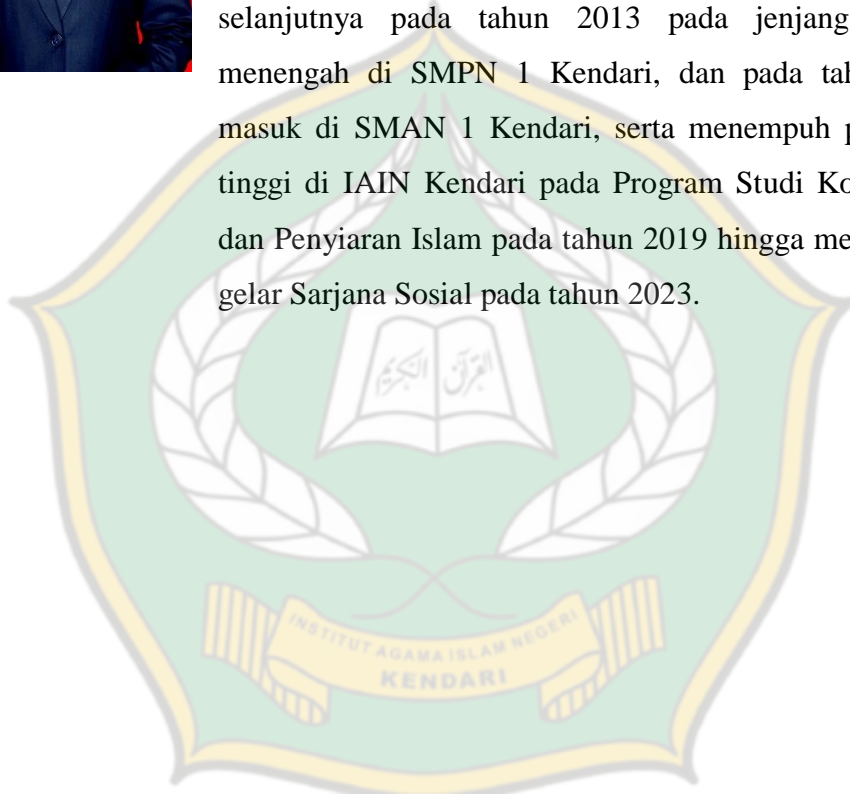 selanjutnya pada tahun 2013 pada jenjang
menengah di SMPN 1 Kendari, dan pada
masuk di SMAN 1 Kendari, serta menempuh
tinggi di IAIN Kendari pada Program Studi
dan Penyiaran Islam pada tahun 2019 hingga
gelar Sarjana Sosial pada tahun 2023.
القرآن الكريم
INSTITUT AGAMA ISLAM NEGERI
KENDARI